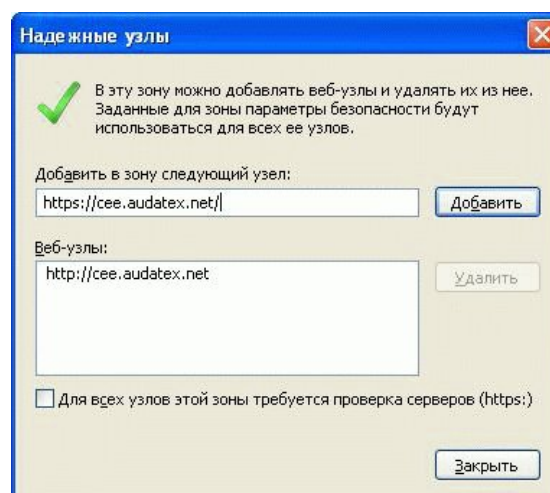 Надежные узлы
В эту зону можно добавлять веб-узлы и удалять их из нее.
Заданные для зоны параметры безопасности будут
использоваться для всех ее узлов.
Добавить в зону следующий узел:
https://cee.audatex.net/
Добавить
Веб-узлы:
http://cee.audatex.net
Удалить
Для всех узлов этой зоны требуется проверка серверов (https:)
Закрыть